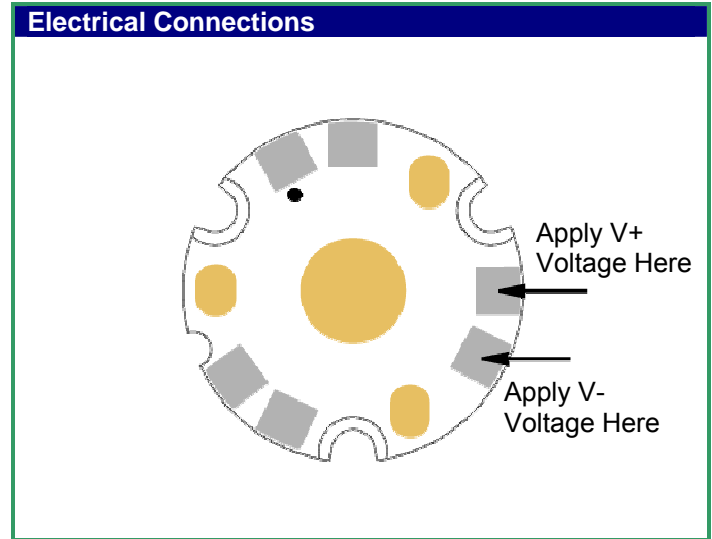 Electrical Connections
Apply V+
Voltage Here
Apply V-
Voltage Here